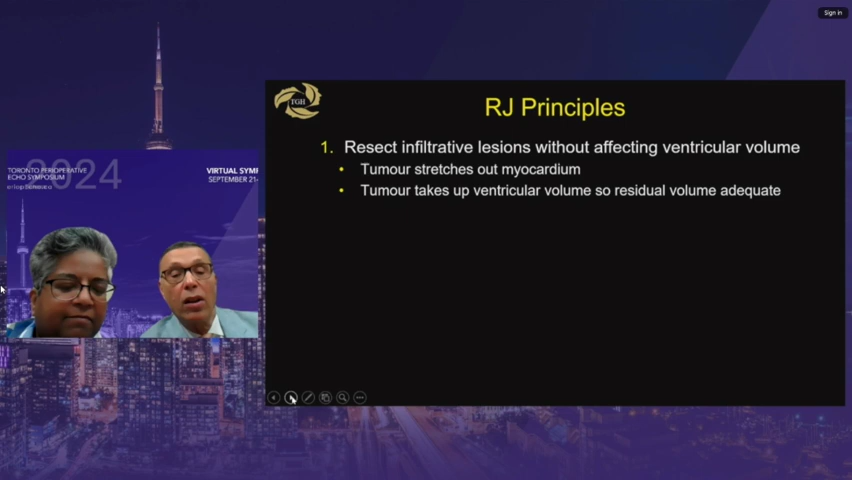 Sign in
TGH
RJ Principles
1. Resect infiltrative lesions without affecting ventricular volume
• Tumour stretches out myocardium
• Tumour takes up ventricular volume so residual volume adequate
2024
TORONTO PERIOPERATIVE
ECHO SYMPOSIUM
VIRTUAL SYMP
SEPTEMBER 21-